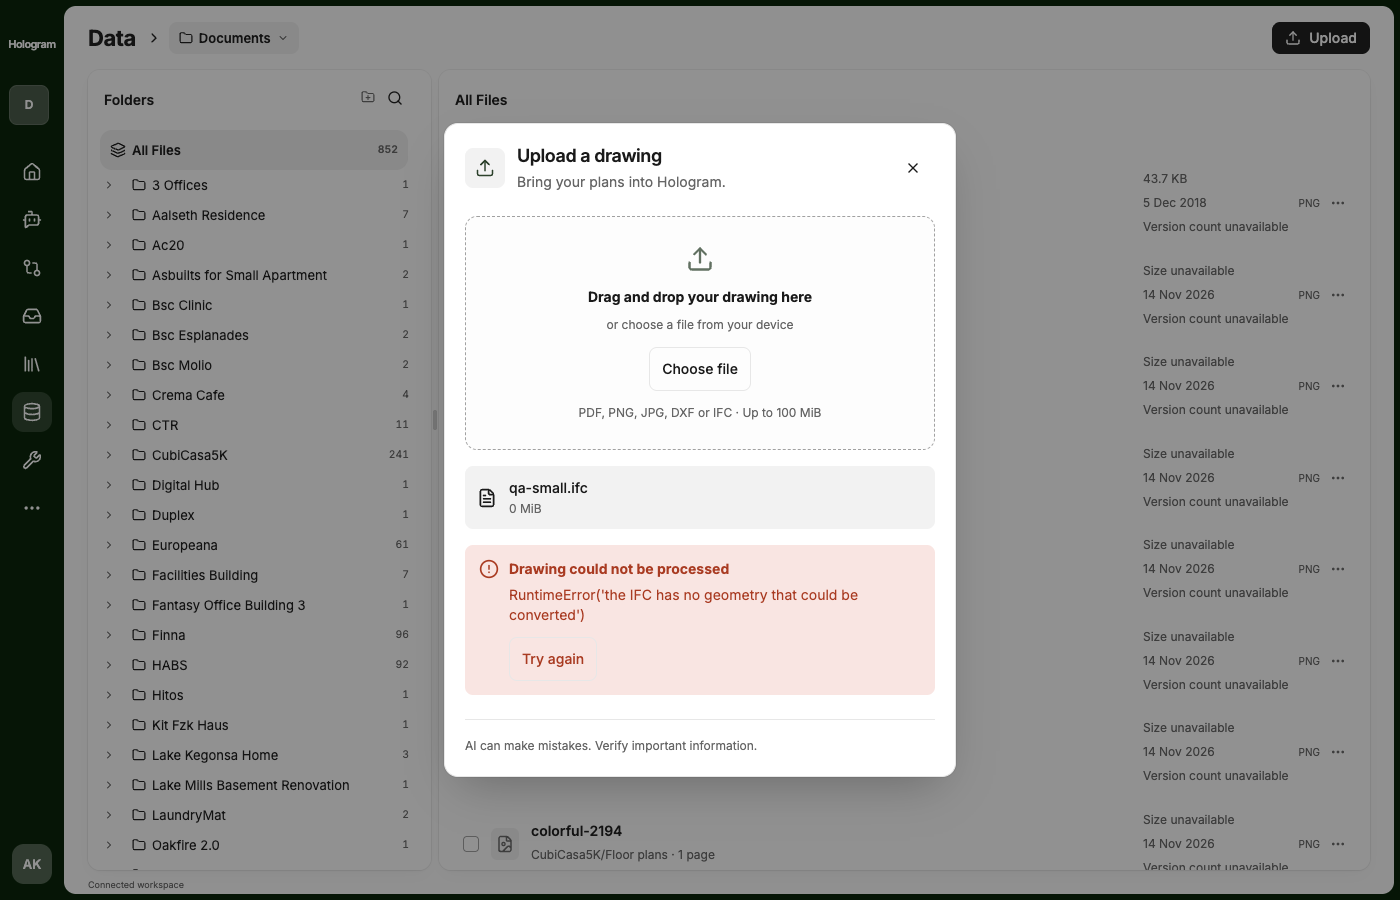 Hologram
Data
Documents
Upload
D
Folders
All Files
All Files 852
3 Offices 1
Aalseth Residence 7
Ac20 1
Asbuilts for Small Apartment 2
Bsc Clinic 1
Bsc Esplanades 2
Bsc Molio 2
Crema Cafe 4
CTR 11
CubiCasa5K 241
Digital Hub 1
Duplex 1
Europeana 61
Facilities Building 7
Fantasy Office Building 3 1
Finna 96
HABS 92
Hitos 1
Kit Fzk Haus 1
Lake Kegonsa Home 3
Lake Mills Basement Renovation 1
LaundryMat 2
Oakfire 2.0 1
Upload a drawing
Bring your plans into Hologram.
Drag and drop your drawing here
or choose a file from your device
Choose file
PDF, PNG, JPG, DXF or IFC · Up to 100 MiB
qa-small.ifc
0 MiB
Drawing could not be processed
RuntimeError('the IFC has no geometry that could be
converted')
Try again
AI can make mistakes. Verify important information.
43.7 KB
5 Dec 2018 PNG
Version count unavailable
Size unavailable
14 Nov 2026 PNG
Version count unavailable
Size unavailable
14 Nov 2026 PNG
Version count unavailable
Size unavailable
14 Nov 2026 PNG
Version count unavailable
Size unavailable
14 Nov 2026 PNG
Version count unavailable
Size unavailable
14 Nov 2026 PNG
Version count unavailable
Size unavailable
14 Nov 2026 PNG
Version count unavailable
colorful-2194
CubiCasa5K/Floor plans · 1 page
Size unavailable
14 Nov 2026 PNG
Version count unavailable
AK
Connected workspace